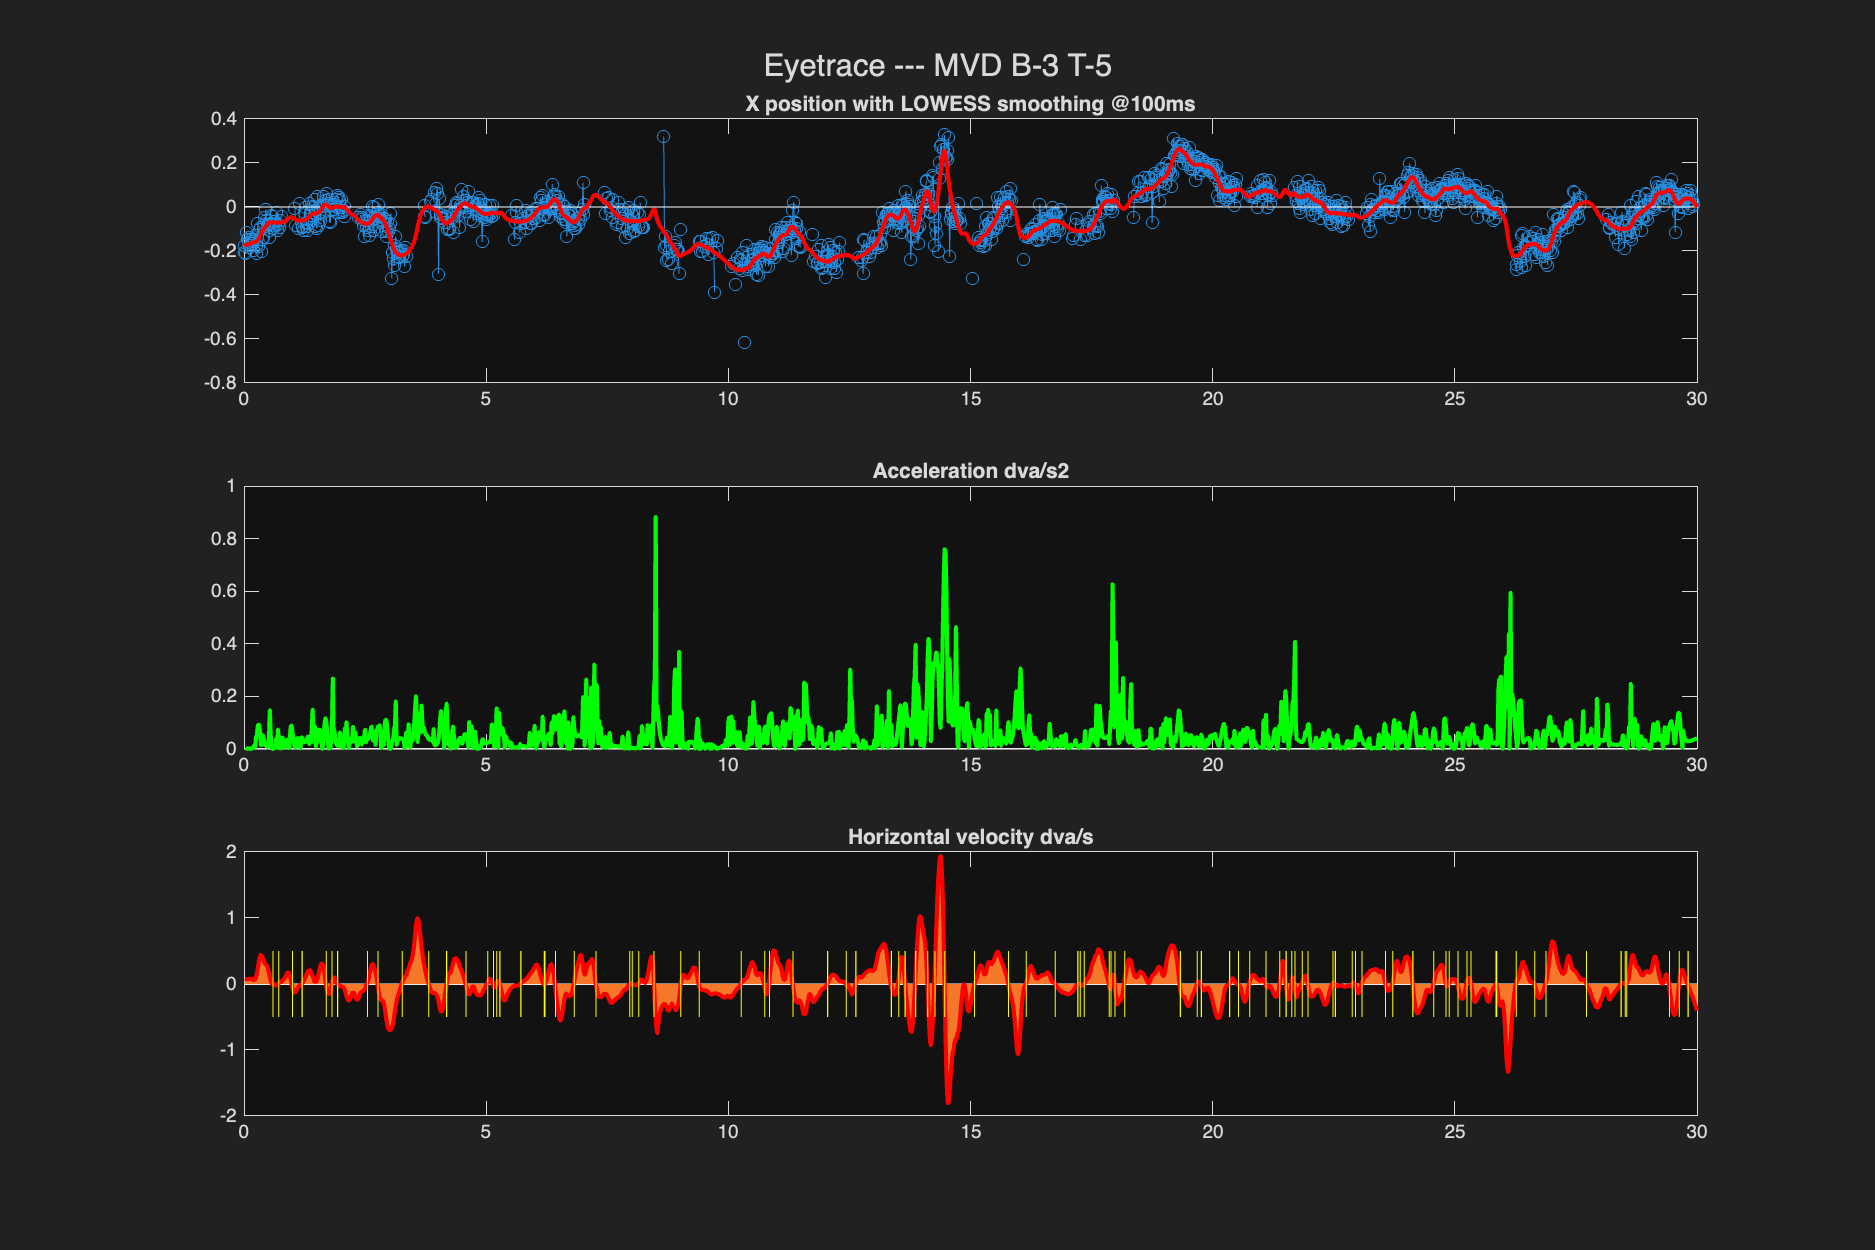 Eyetrace --- MVD B-3 T-5
X position with LOWESS smoothing @100ms
0.4
0.2
0
-0.2
-0.4
-0.6
-0.8
0 5 10 15 20 25 30
Acceleration dva/s2
1
0.8
0.6
0.4
0.2
0
0 5 10 15 20 25 30
Horizontal velocity dva/s
2
1
0
-1
-2
0 5 10 15 20 25 30